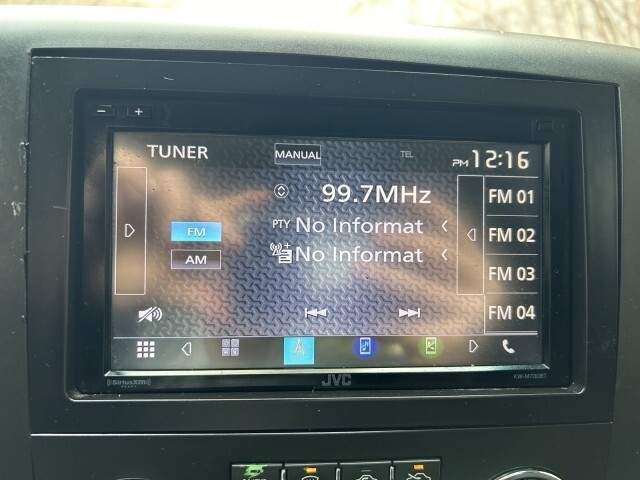 TUNER
MANUAL
TEL
PM 12:16
99.7MHz
FM 01
PTY No Informat
FM
FM 02
No Informat
AM
FM 03
FM 04
SiriusXM
JVC